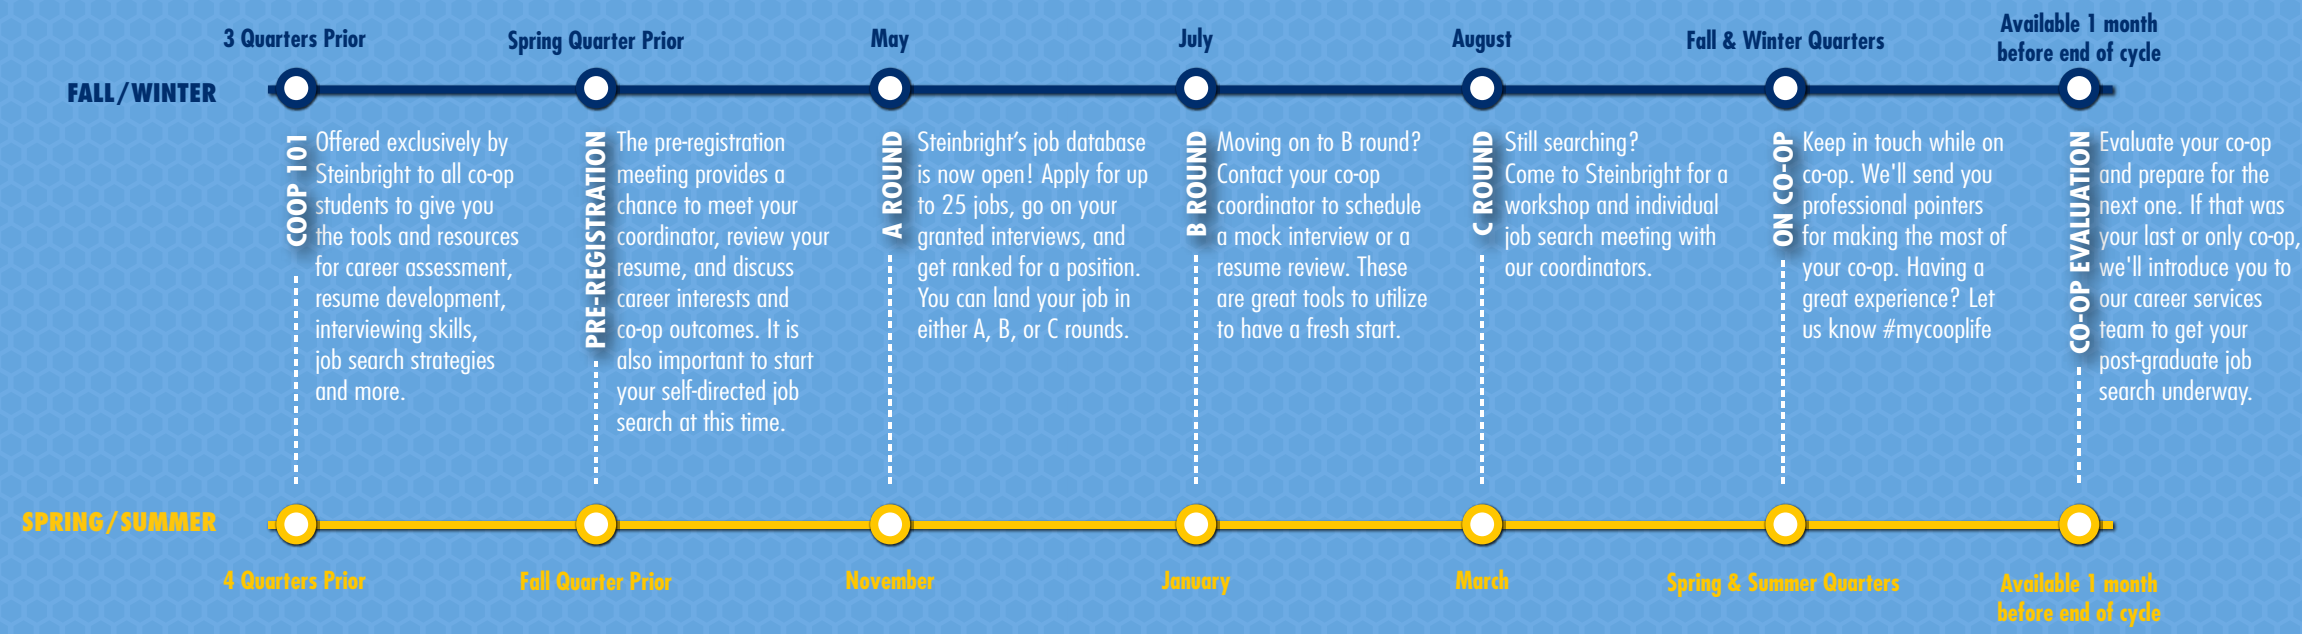 3 Quarters Prior
Spring Quarter Prior
May
July
August
Fall & Winter Quarters
Available 1 month
before end of cycle
FALL/WINTER
COOP 101
Offered exclusively by
Steinbright to all co-op
students to give you
the tools and resources
for career assessment,
resume development,
interviewing skills,
job search strategies
and more.
PRE-REGISTRATION
The pre-registration
meeting provides a
chance to meet your
coordinator, review your
resume, and discuss
career interests and
co-op outcomes. It is
also important to start
your self-directed job
search at this time.
A ROUND
Steinbright's job database
is now open! Apply for up
to 25 jobs, go on your
granted interviews, and
get ranked for a position.
You can land your job in
either A, B, or C rounds.
B ROUND
Moving on to B round?
Contact your co-op
coordinator to schedule
a mock interview or a
resume review. These
are great tools to utilize
to have a fresh start.
C ROUND
Still searching?
Come to Steinbright for a
workshop and individual
job search meeting with
our coordinators.
ON CO-OP
Keep in touch while on
co-op. We'll send you
professional pointers
for making the most of
your co-op. Having a
great experience? Let
us know #mycooplife
CO-OP EVALUATION
Evaluate your co-op
and prepare for the
next one. If that was
your last or only co-op,
we'll introduce you to
our career services
team to get your
post-graduate job
search underway.
SPRING/SUMMER
4 Quarters Prior
Fall Quarter Prior
November
January
March
Spring & Summer Quarters
Available 1 month
before end of cycle